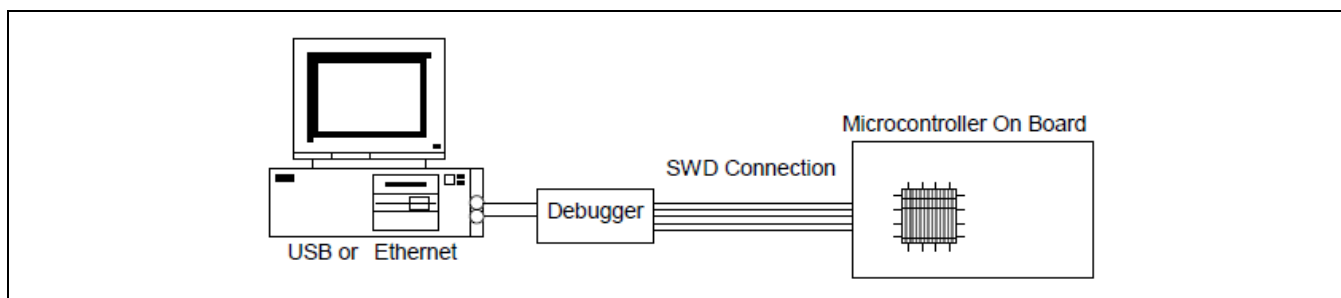 Microcontroller On Board
SWD Connection
Debugger
USB or Ethernet